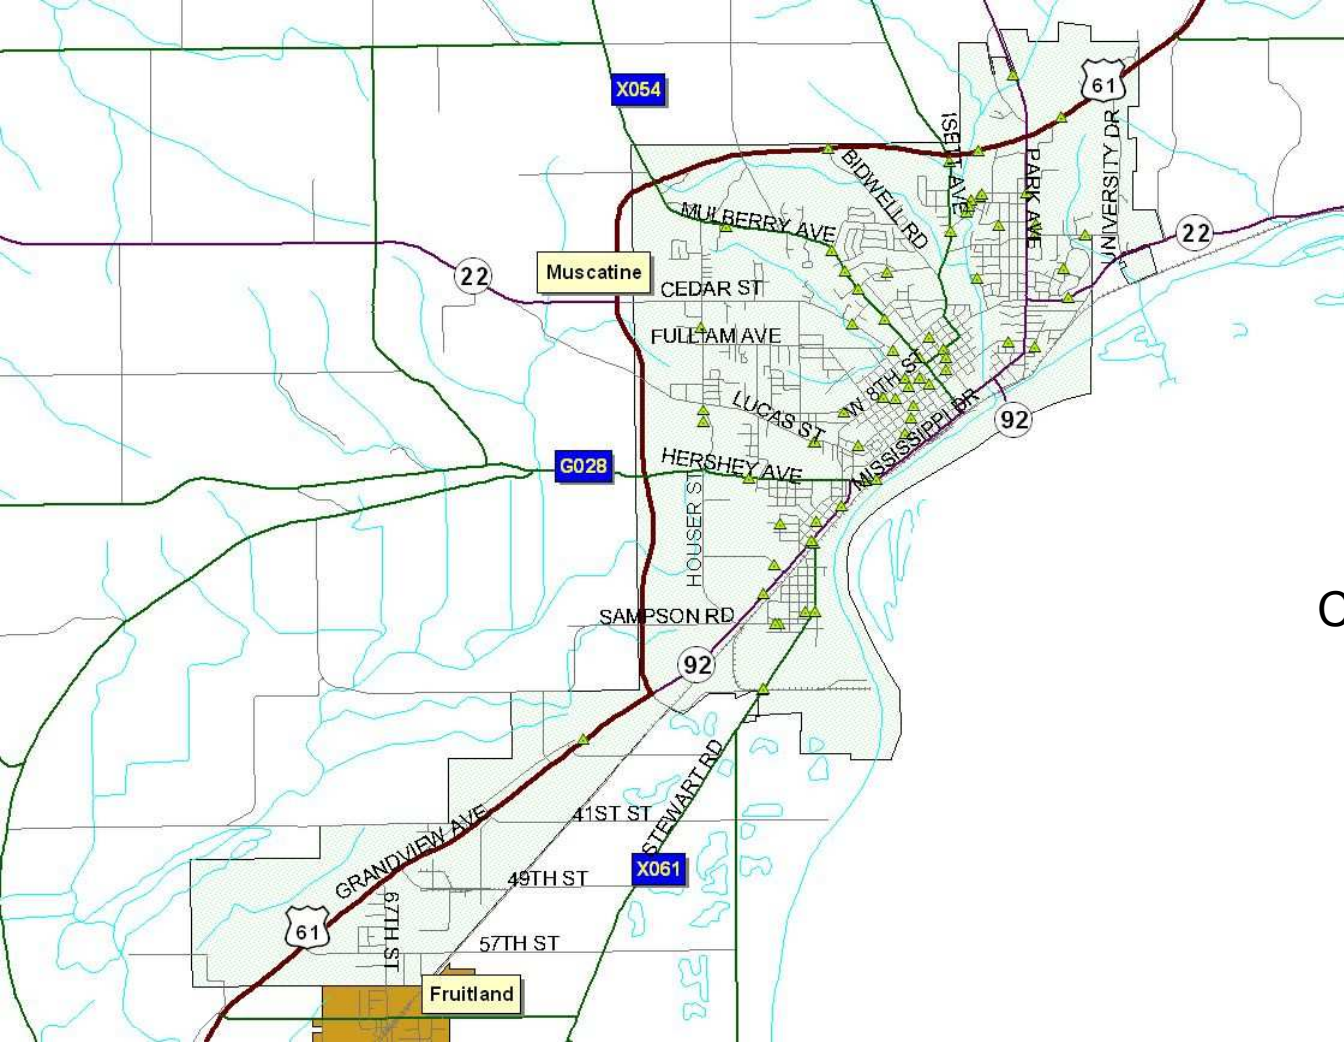 X054
61
ISETT AVE
PARK AVE
UNIVERSITY DR
BIDWELL RD
MULBERRY AVE
22
22
Muscatine
CEDAR ST
FULLIAM AVE
W 8TH ST
LUCAS ST
MISSISSIPPI DR
92
G028
HERSHEY AVE
HOUSER ST
C
SAMPSON RD
92
STEWART RD
41ST ST
GRANDVIEW AVE
X061
49TH ST
67TH ST
61
57TH ST
Fruitland